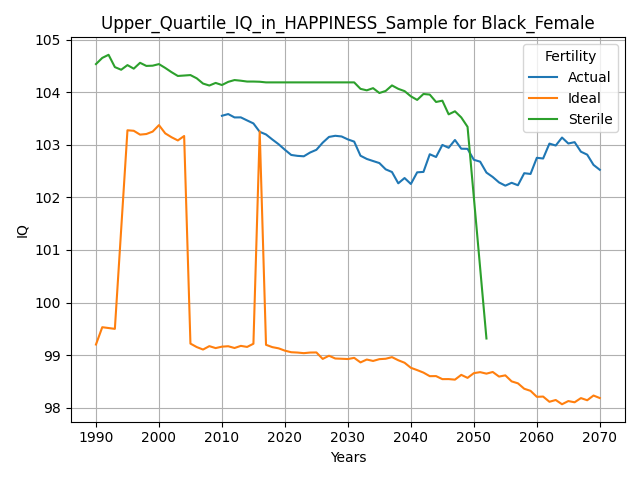 Upper_Quartile_IQ_in_HAPPINESS_Sample for Black_Female
105
104
103
102
101
100
99
98
IQ
Fertility
Actual
Ideal
Sterile
1990 2000 2010 2020 2030 2040 2050 2060 2070
Years